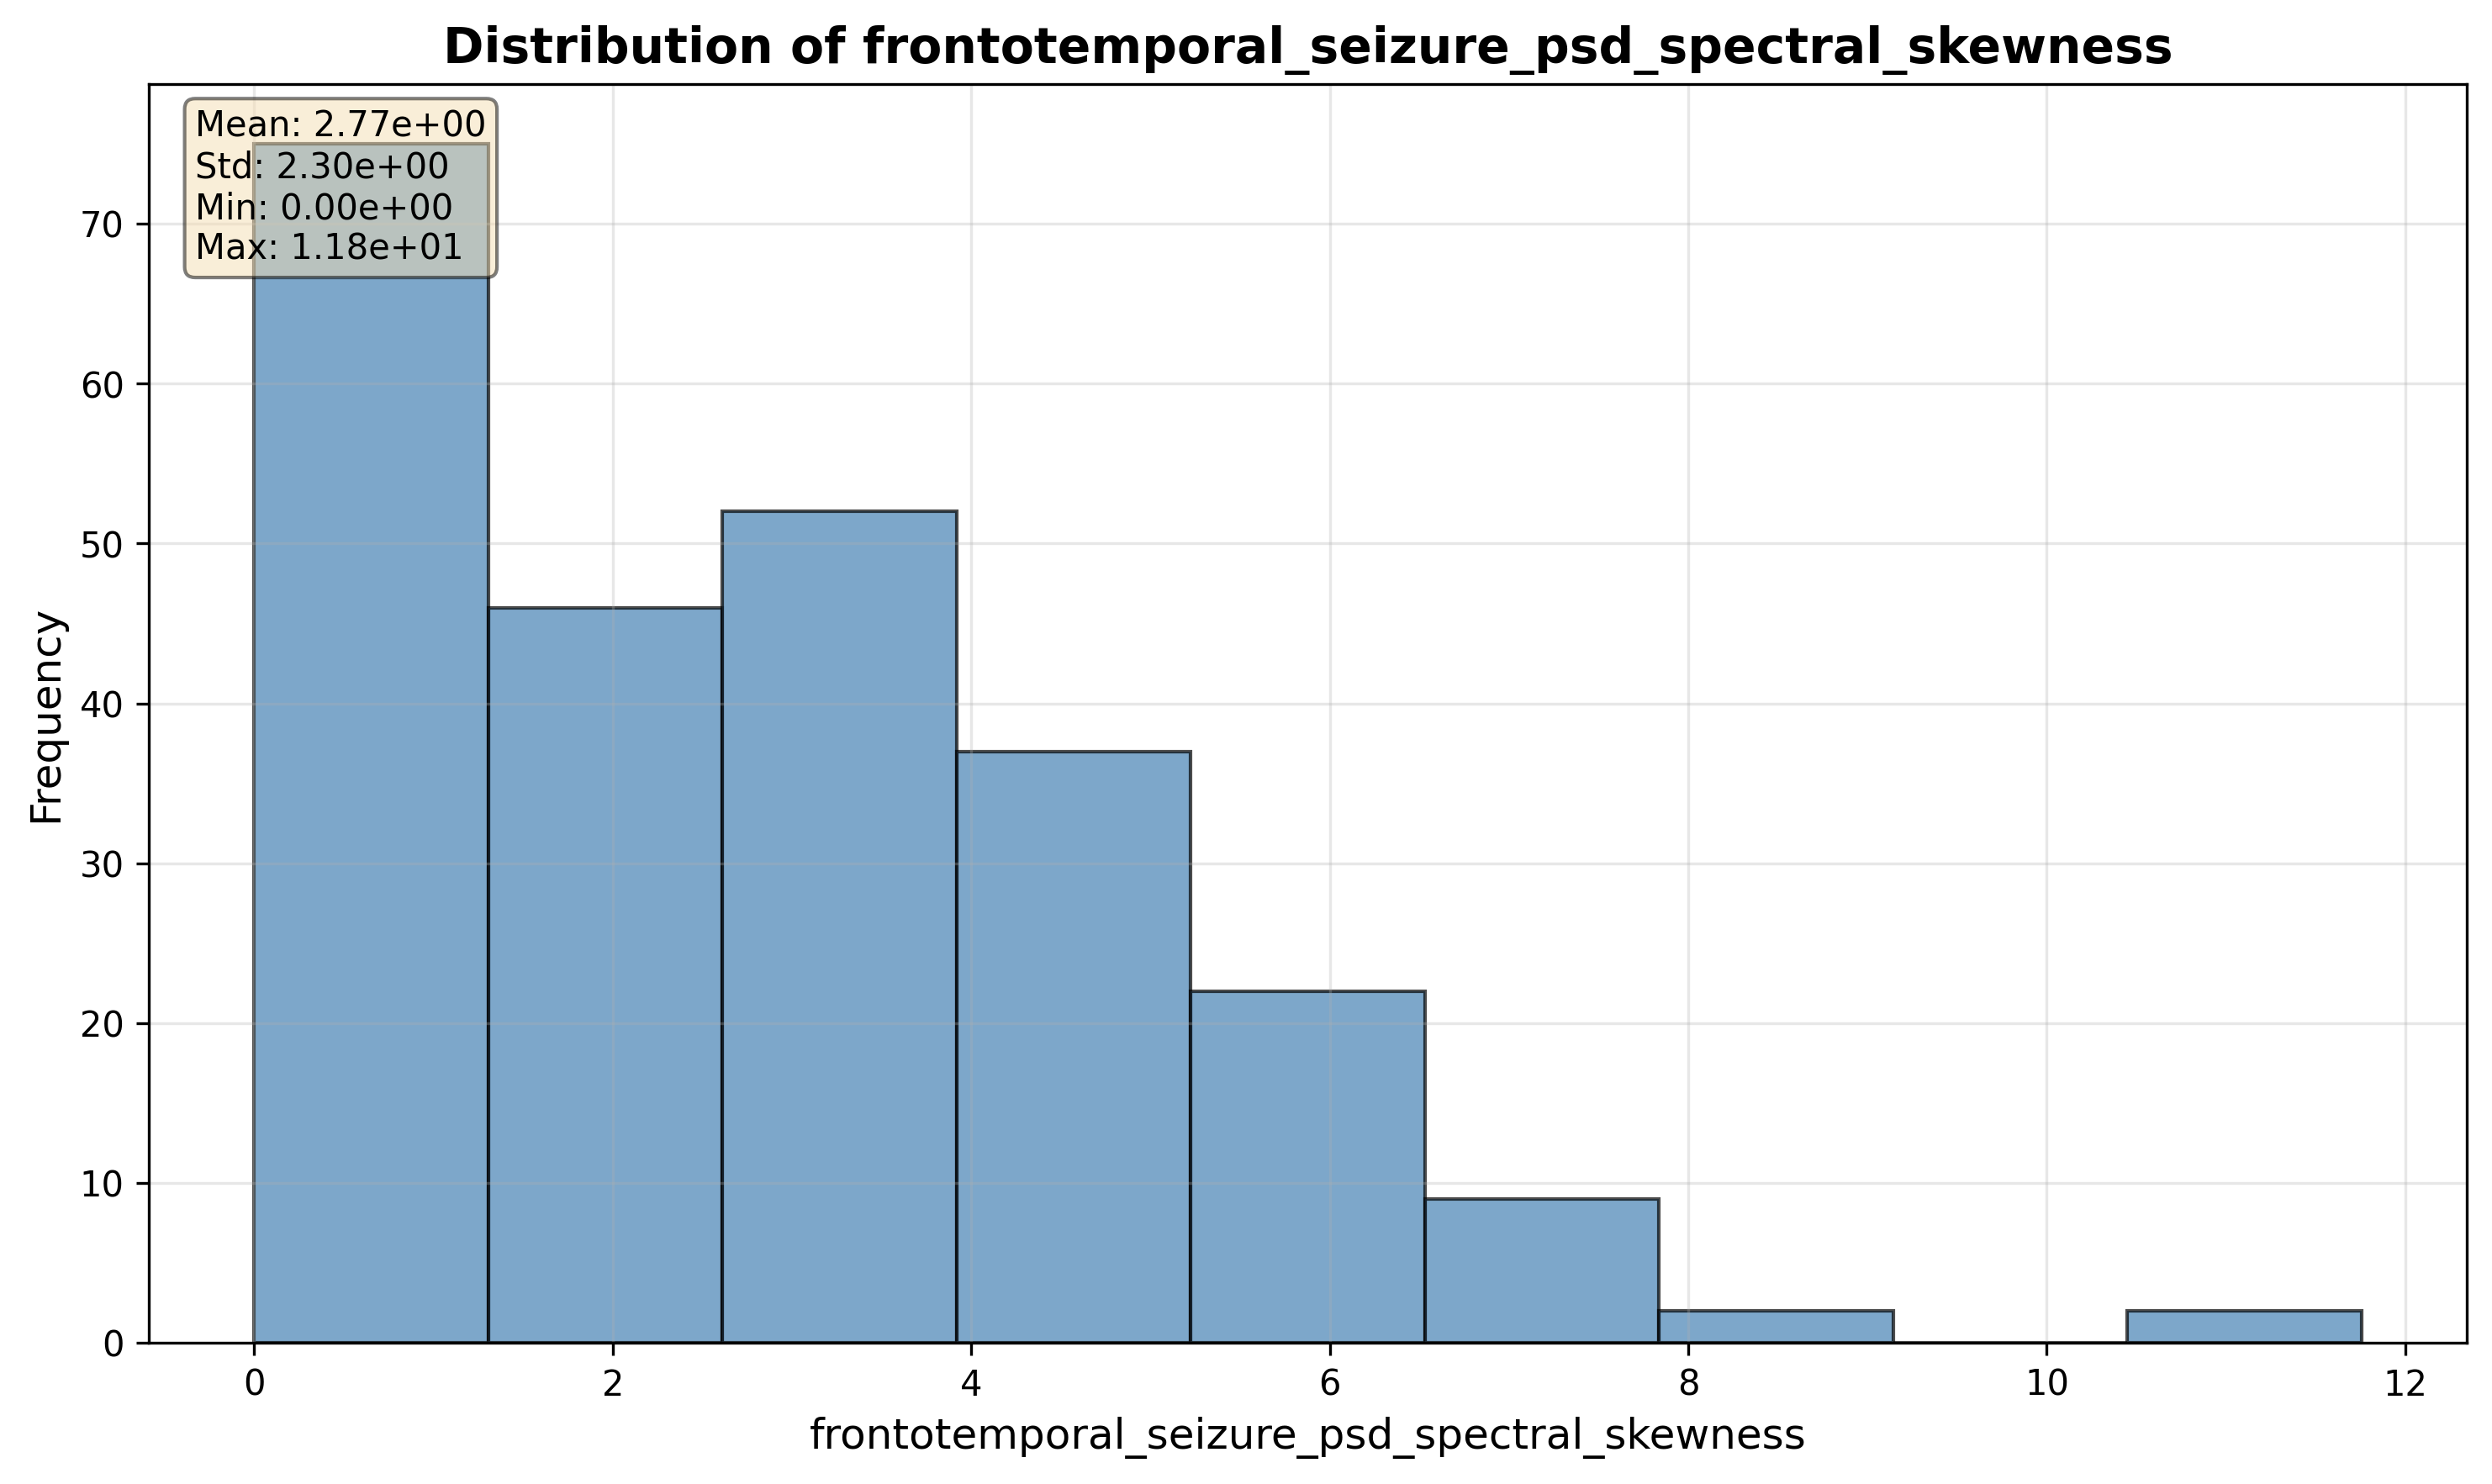 Distribution of frontotemporal_seizure_psd_spectral_skewness
Mean: 2.77e+00
Std: 2.30e+00
Min: 0.00e+00
Max: 1.18e+01
Frequency
70
60
50
40
30
20
10
0
0 2 4 6 8 10 12
frontotemporal_seizure_psd_spectral_skewness